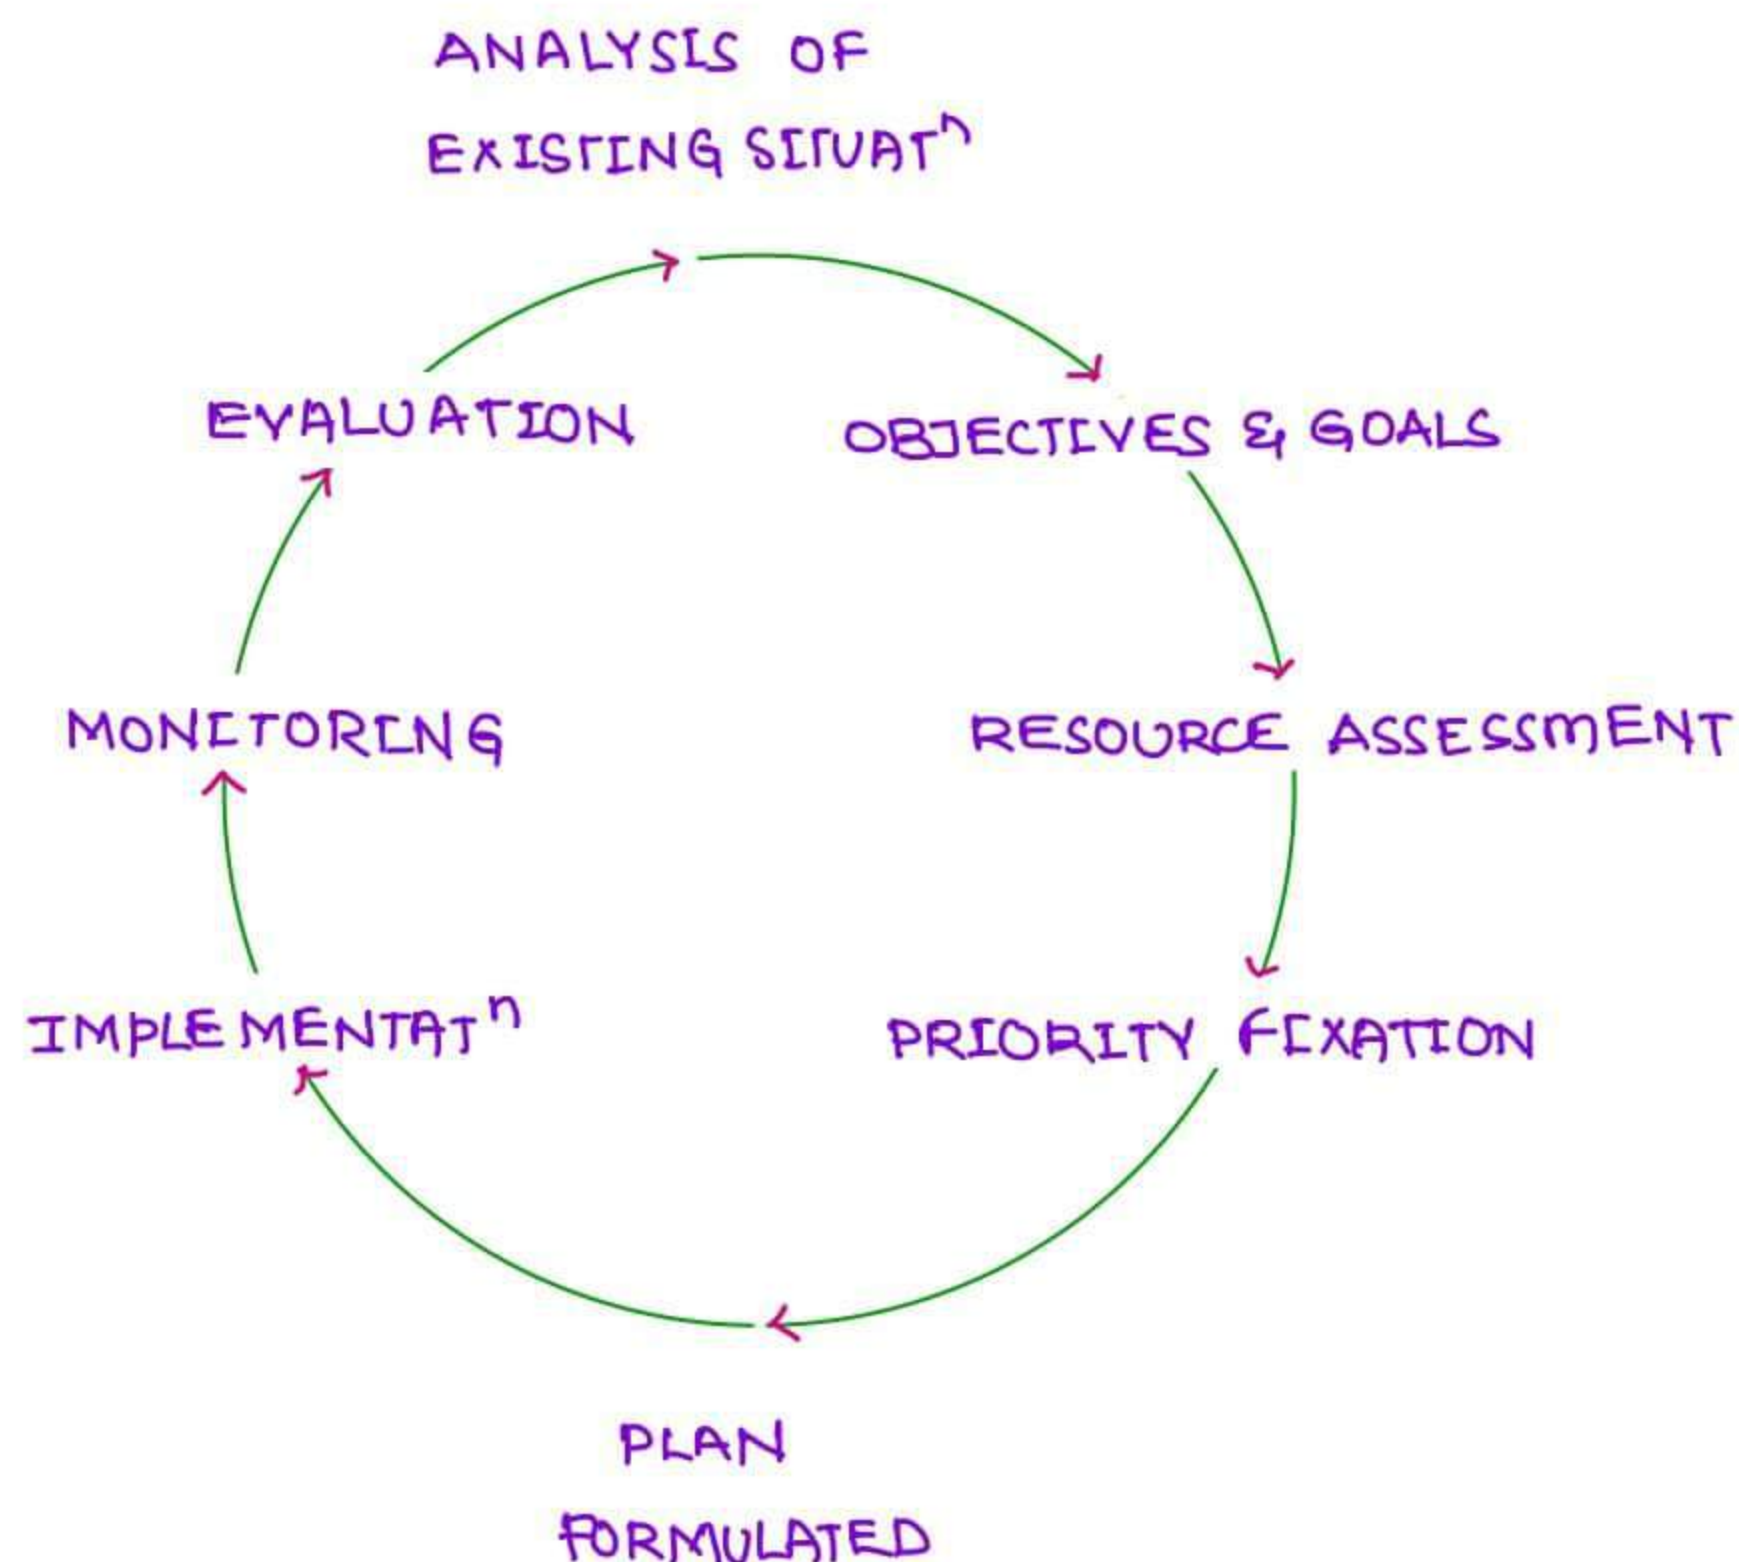 ANALYSIS OF
EXISTING SITUATⁿ
EVALUATION
OBJECTIVES & GOALS
MONITORING
RESOURCE ASSESSMENT
IMPLEMENTATⁿ
PRIORITY FIXATION
PLAN
FORMULATED